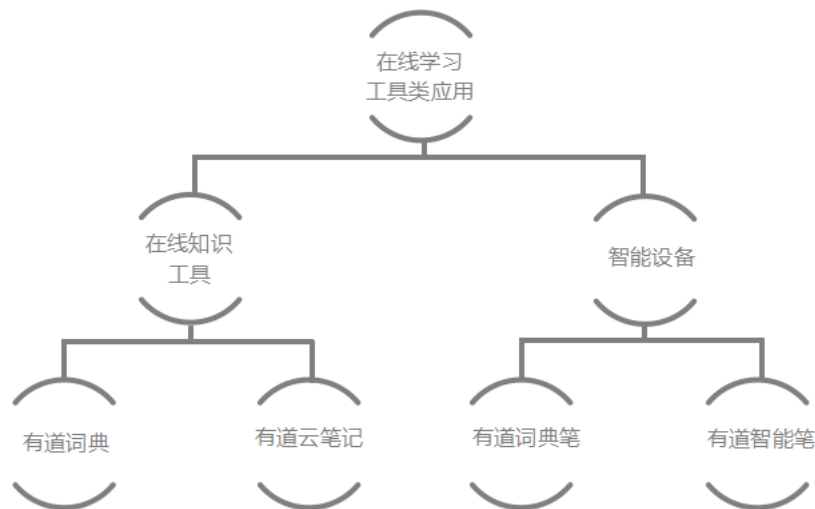 在线学习
工具类应用
在线知识
工具
智能设备
有道词典
有道云笔记
有道词典笔
有道智能笔